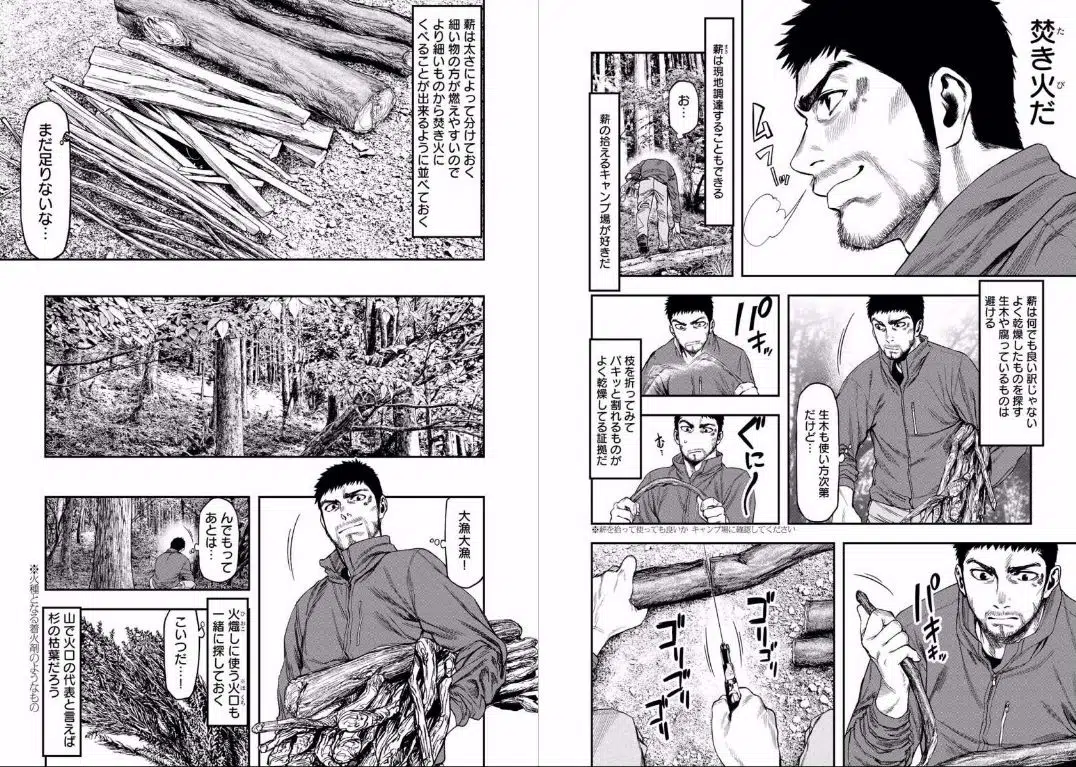 焚き火だ
ムフーッ
薪は現地調達することもできる
お…
薪の拾えるキャンプ場が好きだ
薪は何でも良い訳じゃない
よく乾燥したものを探す
生木や腐っているものは
避ける
生木も使い方次第
だけど…
パキッ
枝を折ってみて
パキッと割れるものが
よく乾燥してる証拠だ
ぐに〜
む…
※薪を拾って使っても良いか キャンプ場に確認してください
パキッ
ゴリゴリ
ゴリゴリ
薪は太さによって分けておく
細い物の方が燃えやすいので
より細いものから焚き火に
くべることが出来るように並べておく
まだ足りないな…
大漁大漁！
んでもって
あとは…
火熾しに使う火口も
一緒に探しておく
こいつだ…！
山で火口の代表と言えば
杉の枯葉だろう
※火種となる着火剤のようなもの